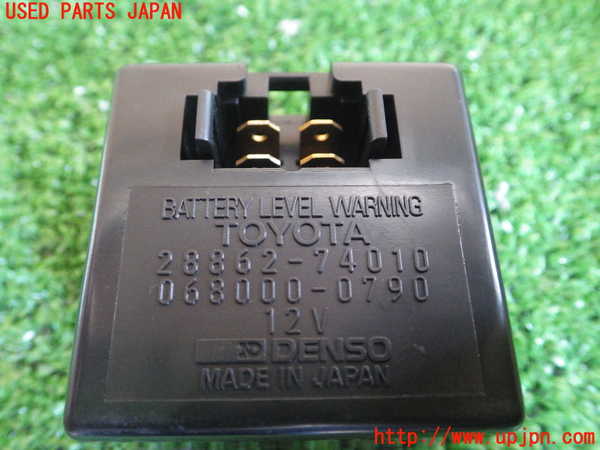 USED PARTS JAPAN
BATTERY LEVEL WARNING
TOYOTA
28862-74010
068000-0790
12V
DENSO
MADE IN JAPAN
http://www.upjpn.com